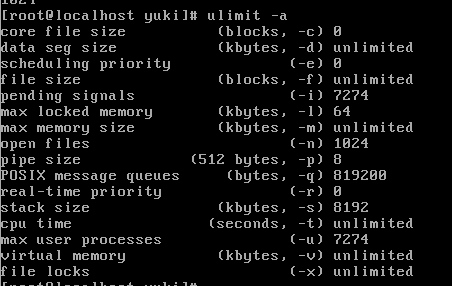 1024
[root@localhost yuki]# ulimit -a
core file size          (blocks, -c) 0
data seg size           (kbytes, -d) unlimited
scheduling priority             (-e) 0
file size               (blocks, -f) unlimited
pending signals                 (-i) 7274
max locked memory       (kbytes, -l) 64
max memory size         (kbytes, -m) unlimited
open files                      (-n) 1024
pipe size            (512 bytes, -p) 8
POSIX message queues     (bytes, -q) 819200
real-time priority              (-r) 0
stack size              (kbytes, -s) 8192
cpu time               (seconds, -t) unlimited
max user processes              (-u) 7274
virtual memory          (kbytes, -v) unlimited
file locks                      (-x) unlimited
[root@localhost yuki]#